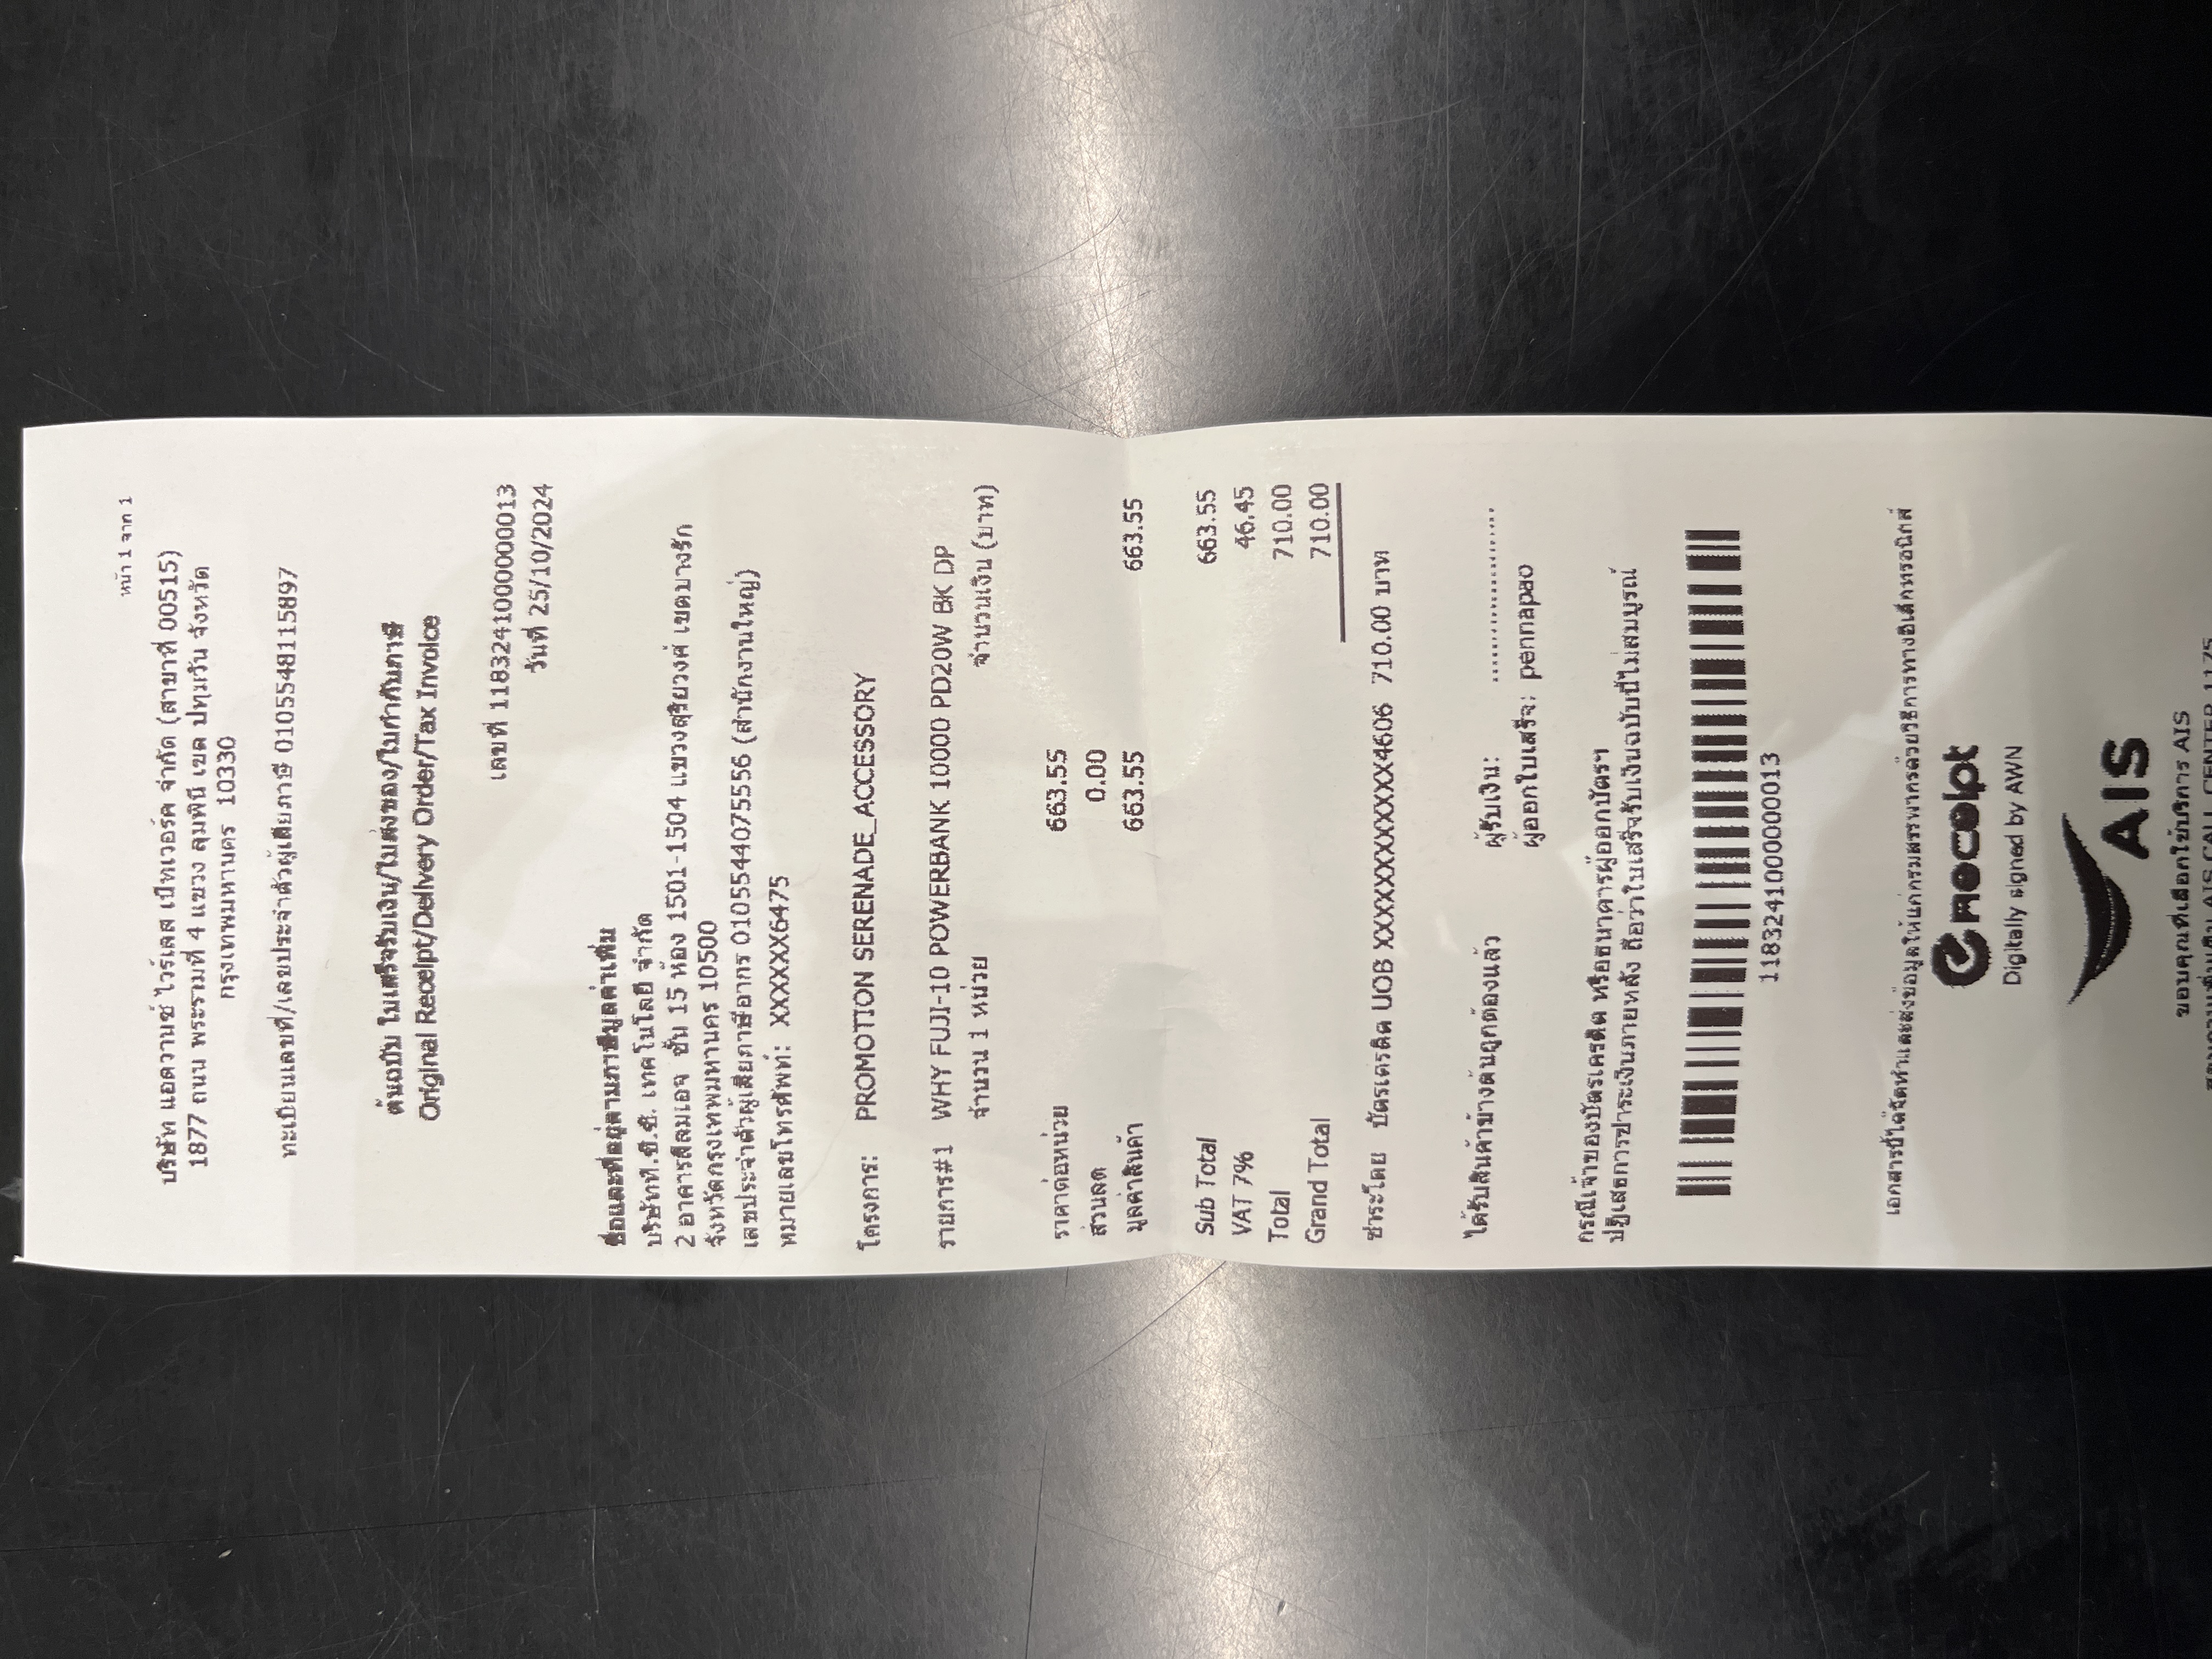 หน้า 1 จาก 1
บริษัท แอดวานซ์ ไวร์เลส เน็ทเวอร์ค จำกัด (สาขาที่ 00515)
1877 ถนน พระรามที่ 4 แขวง ลุมพินี เขต ปทุมวัน จังหวัด
กรุงเทพมหานคร 10330
ทะเบียนเลขที่/เลขประจำตัวผู้เสียภาษี 0105548115897
ต้นฉบับ ใบเสร็จรับเงิน/ใบส่งของ/ใบกำกับภาษี
Original Receipt/Delivery Order/Tax Invoice
เลขที่ 1183241000000013
วันที่ 25/10/2024
ชื่อและที่อยู่ตามภาษีมูลค่าเพิ่ม
บริษัทที.ซี.ซี. เทคโนโลยี จำกัด
2 อาคารสีลมเอจ ชั้น 15 ห้อง 1501-1504 แขวงสุริยวงศ์ เขตบางรัก
จังหวัดกรุงเทพมหานคร 10500
เลขประจำตัวผู้เสียภาษีอากร 0105544075556 (สำนักงานใหญ่)
หมายเลขโทรศัพท์: XXXXXX6475
โครงการ: PROMOTION SERENADE_ACCESSORY
รายการ#1 WHY FUJI-10 POWERBANK 10000 PD20W BK DP
จำนวน 1 หน่วย จำนวนเงิน (บาท)
ราคาต่อหน่วย 663.55
ส่วนลด 0.00
มูลค่าสินค้า 663.55 663.55
Sub Total 663.55
VAT 7% 46.45
Total 710.00
Grand Total 710.00
ชำระโดย บัตรเครดิต UOB XXXXXXXXXXXX4606 710.00 บาท
ได้รับสินค้าข้างต้นถูกต้องแล้ว ผู้รับเงิน: ........................
ผู้ออกใบเสร็จ: pennapao
กรณีเจ้าของบัตรเครดิต หรือธนาคารผู้ออกบัตรฯ
ปฏิเสธการชำระเงินภายหลัง ถือว่าใบเสร็จรับเงินฉบับนี้ไม่สมบูรณ์
1183241000000013
เอกสารนี้ได้จัดทำและส่งข้อมูลให้แก่กรมสรรพากรด้วยวิธีการทางอิเล็กทรอนิกส์
e Receipt
Digitally signed by AWN
AIS
ขอบคุณที่เลือกใช้บริการ AIS
สอบถามเพิ่มเติม AIS CALL CENTER 1175